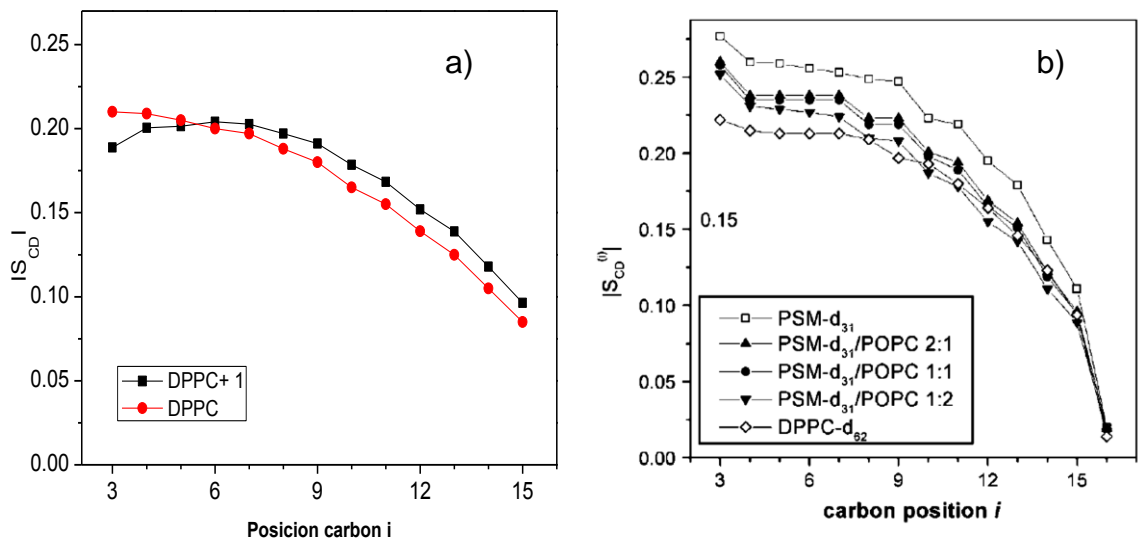 a)
0.25
0.20
0.15
0.10
0.05
0.00
|S_CD|
DPPC+ 1
DPPC
3 6 9 12 15
Posicion carbon i
b)
0.25
0.20
0.15
0.10
0.05
0.00
|S_CD^(i)|
PSM-d₃₁
PSM-d₃₁/POPC 2:1
PSM-d₃₁/POPC 1:1
PSM-d₃₁/POPC 1:2
DPPC-d₆₂
3 6 9 12 15
carbon position i